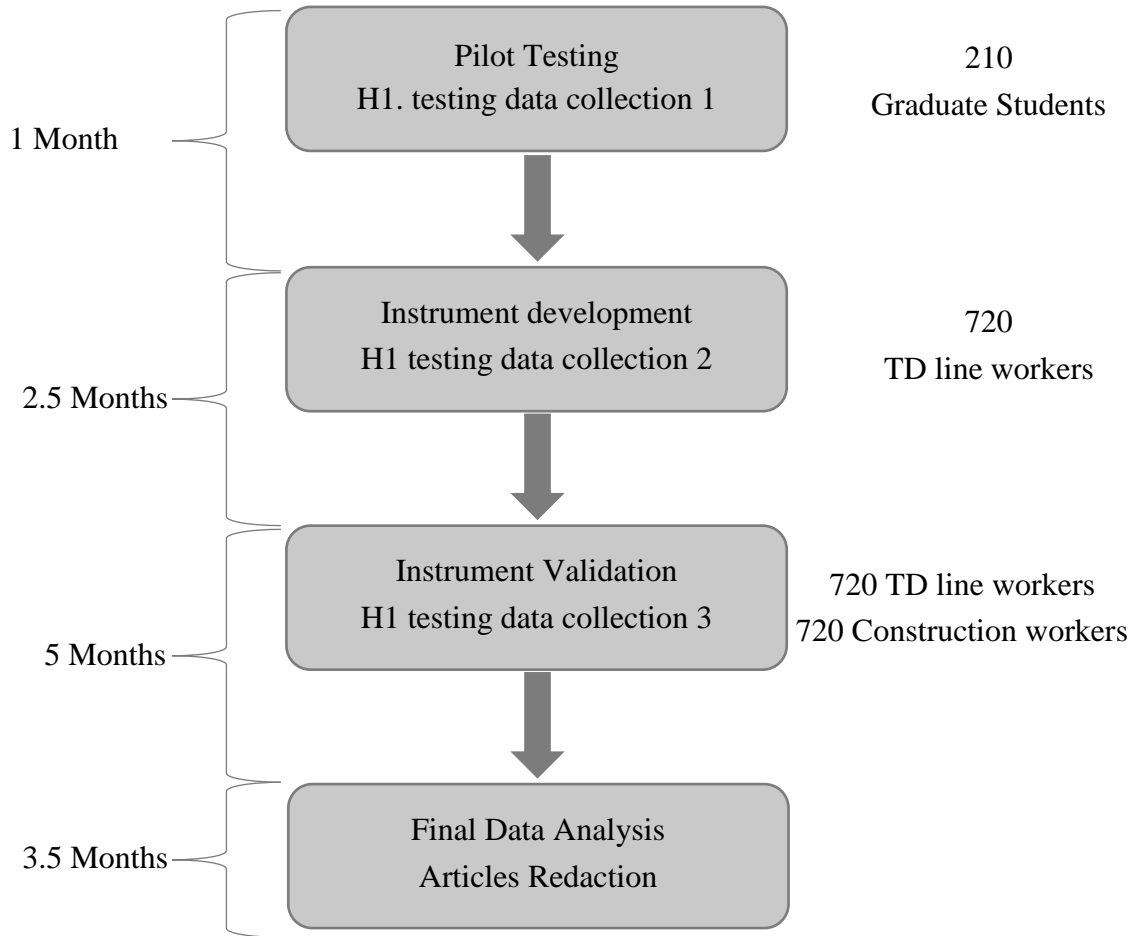 Pilot Testing
H1. testing data collection 1
210
Graduate Students
1 Month
Instrument development
H1 testing data collection 2
720
TD line workers
2.5 Months
Instrument Validation
H1 testing data collection 3
720 TD line workers
720 Construction workers
5 Months
Final Data Analysis
Articles Redaction
3.5 Months